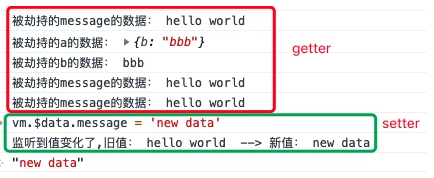 被劫持的message的数据： hello world
被劫持的a的数据： ▶{b: "bbb"}
getter
被劫持的b的数据： bbb
被劫持的message的数据： hello world
被劫持的message的数据： hello world
vm.$data.message = 'new data'
setter
监听到值变化了,旧值： hello world  --> 新值： new data
"new data"